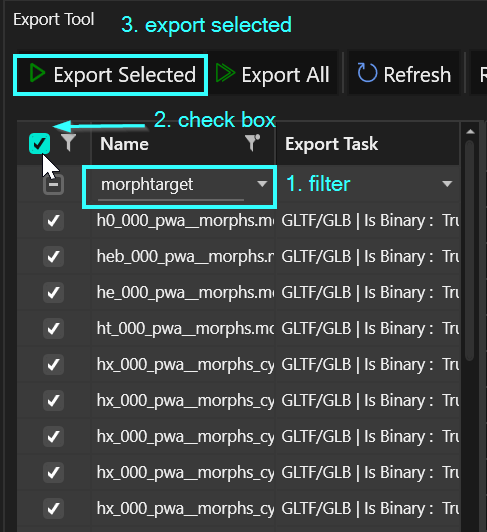 Export Tool
3. export selected
Export Selected
Export All
Refresh
2. check box
Name
Export Task
morphtarget
1. filter
h0_000_pwa__morphs.mo
GLTF/GLB | Is Binary : Tru
heb_000_pwa__morphs.m
GLTF/GLB | Is Binary : Tru
he_000_pwa__morphs.mo
GLTF/GLB | Is Binary : Tru
ht_000_pwa__morphs.mo
GLTF/GLB | Is Binary : Tru
hx_000_pwa__morphs_cy
GLTF/GLB | Is Binary : Tru
hx_000_pwa__morphs_cy
GLTF/GLB | Is Binary : Tru
hx_000_pwa__morphs_cy
GLTF/GLB | Is Binary : Tru
hx_000_pwa__morphs_cy
GLTF/GLB | Is Binary : Tru
hx_000_pwa__morphs_cy
GLTF/GLB | Is Binary : Tru